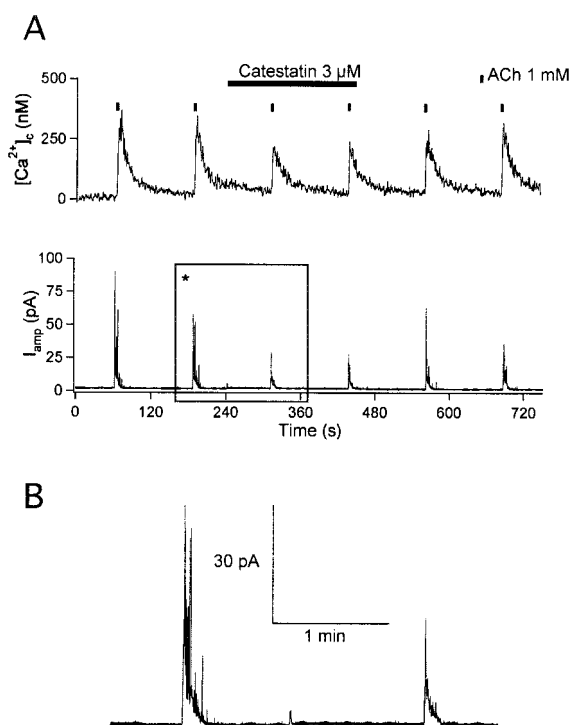 A
Catestatin 3 µM
ACh 1 mM
[Ca2+]c (nM)
500
250
0
Iamp (pA)
100
75
50
25
0
*
0 120 240 360 480 600 720
Time (s)
B
30 pA
1 min